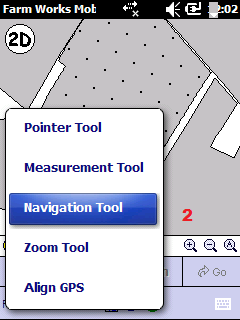 Farm Works Mob
2:02
2D
Pointer Tool
Measurement Tool
Navigation Tool
2
Zoom Tool
A
Align GPS
Go